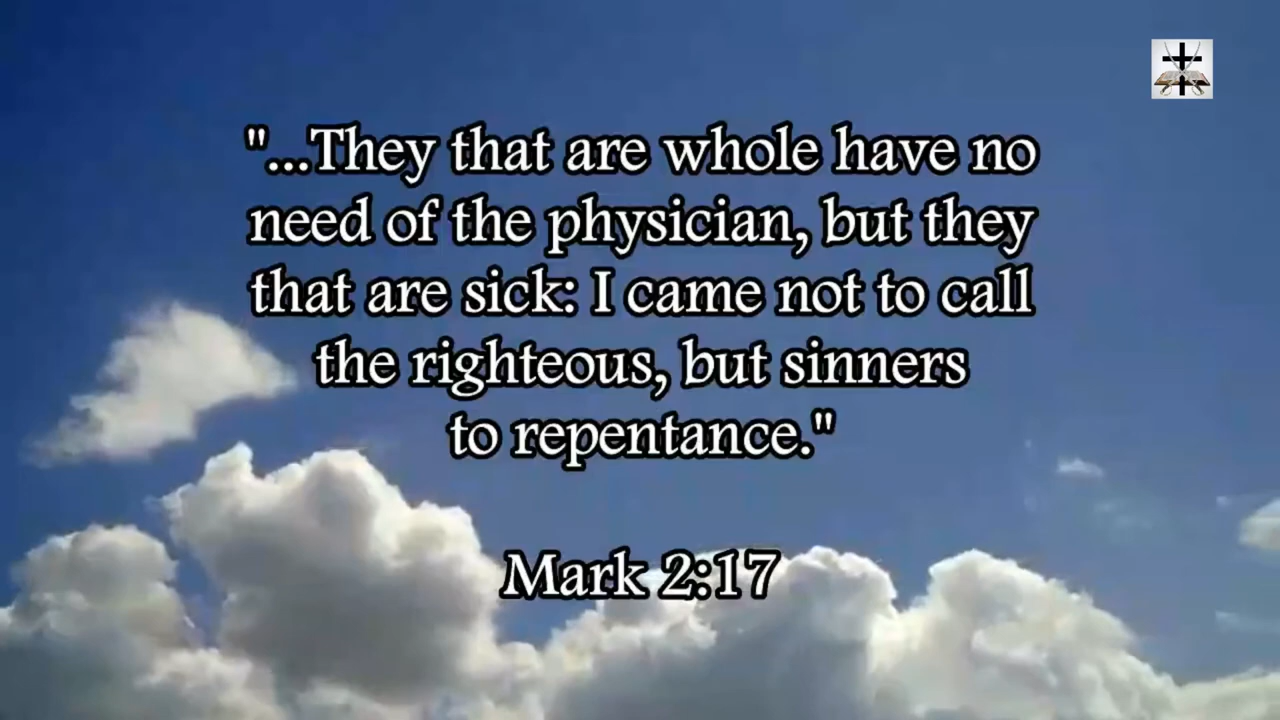 "...They that are whole have no
need of the physician, but they
that are sick: I came not to call
the righteous, but sinners
to repentance."
Mark 2:17